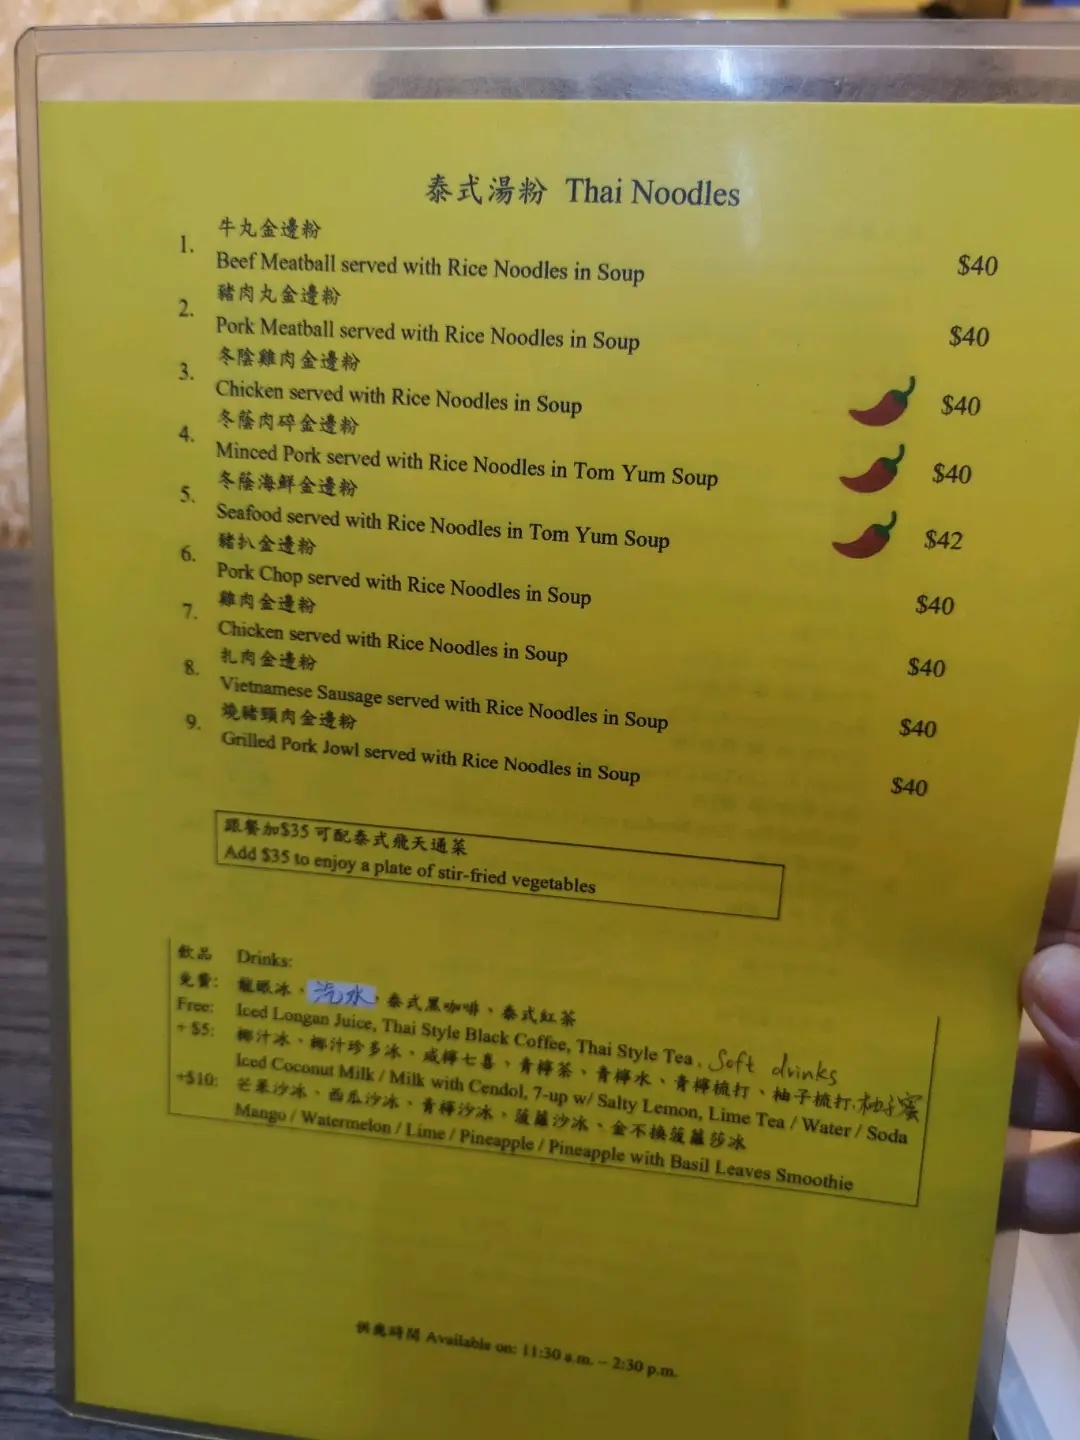 泰式湯粉 Thai Noodles
1. 牛丸金邊粉
Beef Meatball served with Rice Noodles in Soup $40
2. 豬肉丸金邊粉
Pork Meatball served with Rice Noodles in Soup $40
3. 冬陰雞肉金邊粉
Chicken served with Rice Noodles in Soup $40
4. 冬蔭肉碎金邊粉
Minced Pork served with Rice Noodles in Tom Yum Soup $40
5. 冬蔭海鮮金邊粉
Seafood served with Rice Noodles in Tom Yum Soup $42
6. 豬扒金邊粉
Pork Chop served with Rice Noodles in Soup $40
7. 雞肉金邊粉
Chicken served with Rice Noodles in Soup $40
8. 扎肉金邊粉
Vietnamese Sausage served with Rice Noodles in Soup $40
9. 燒豬頸肉金邊粉
Grilled Pork Jowl served with Rice Noodles in Soup $40
跟餐加$35 可配泰式飛天通菜
Add $35 to enjoy a plate of stir-fried vegetables
飲品 Drinks:
免費: 龍眼冰、汽水, 泰式黑咖啡、泰式紅茶
Free: Iced Longan Juice, Thai Style Black Coffee, Thai Style Tea. Soft drinks
+ $5: 椰汁冰、椰汁珍多冰、咸檸七喜、青檸茶、青檸水、青檸梳打、柚子梳打,柚子蜜
Iced Coconut Milk / Milk with Cendol, 7-up w/ Salty Lemon, Lime Tea / Water / Soda
+$10: 芒果沙冰、西瓜沙冰、青檸沙冰、菠蘿沙冰、金不換菠蘿莎冰
Mango / Watermelon / Lime / Pineapple / Pineapple with Basil Leaves Smoothie
供應時間 Available on: 11:30 a.m. – 2:30 p.m.